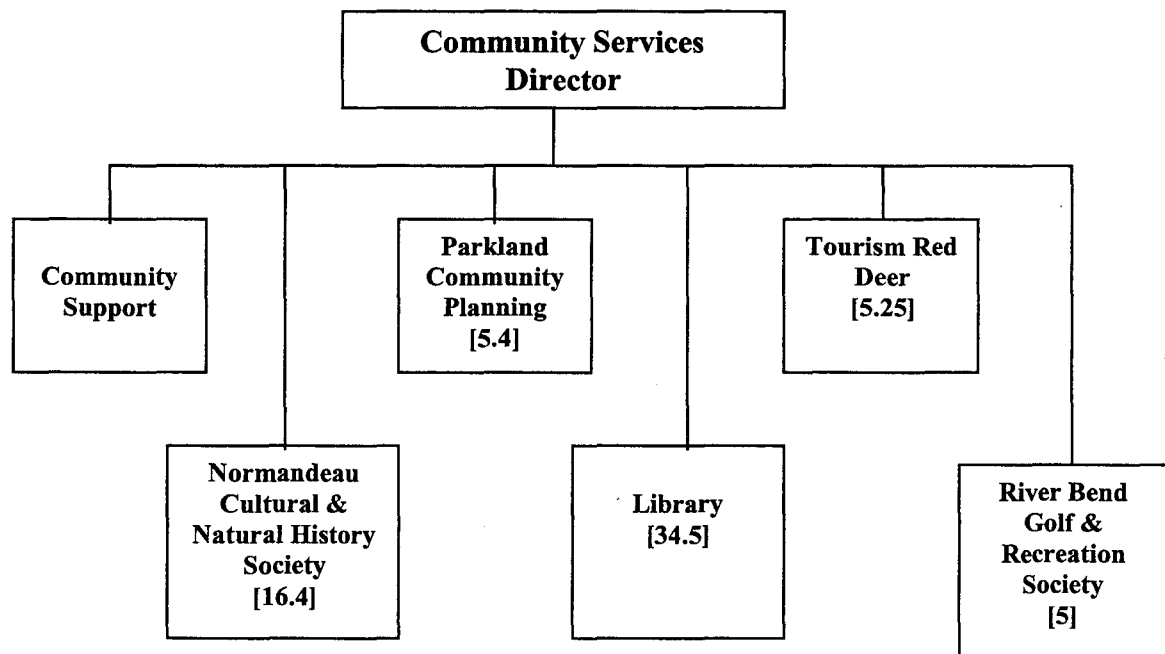 Community Services
Director
Community
Support
Parkland
Community
Planning
[5.4]
Tourism Red
Deer
[5.25]
Normandeau
Cultural &
Natural History
Society
[16.4]
Library
[34.5]
River Bend
Golf &
Recreation
Society
[5]